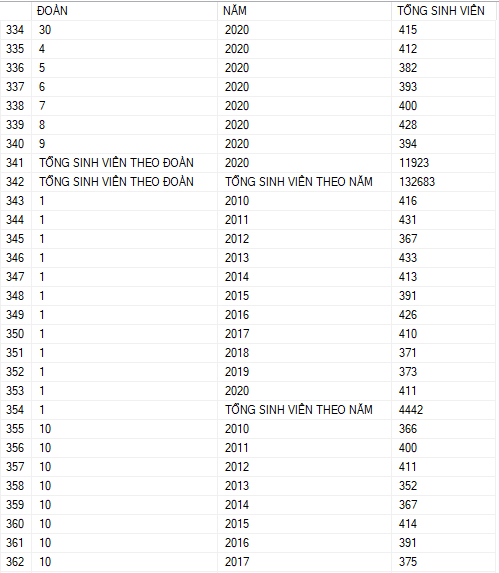 ĐOÀN NĂM TỔNG SINH VIÊN
334 30 2020 415
335 4 2020 412
336 5 2020 382
337 6 2020 393
338 7 2020 400
339 8 2020 428
340 9 2020 394
341 TỔNG SINH VIÊN THEO ĐOÀN 2020 11923
342 TỔNG SINH VIÊN THEO ĐOÀN TỔNG SINH VIÊN THEO NĂM 132683
343 1 2010 416
344 1 2011 431
345 1 2012 367
346 1 2013 433
347 1 2014 413
348 1 2015 391
349 1 2016 426
350 1 2017 410
351 1 2018 371
352 1 2019 373
353 1 2020 411
354 1 TỔNG SINH VIÊN THEO NĂM 4442
355 10 2010 366
356 10 2011 400
357 10 2012 411
358 10 2013 352
359 10 2014 367
360 10 2015 414
361 10 2016 391
362 10 2017 375